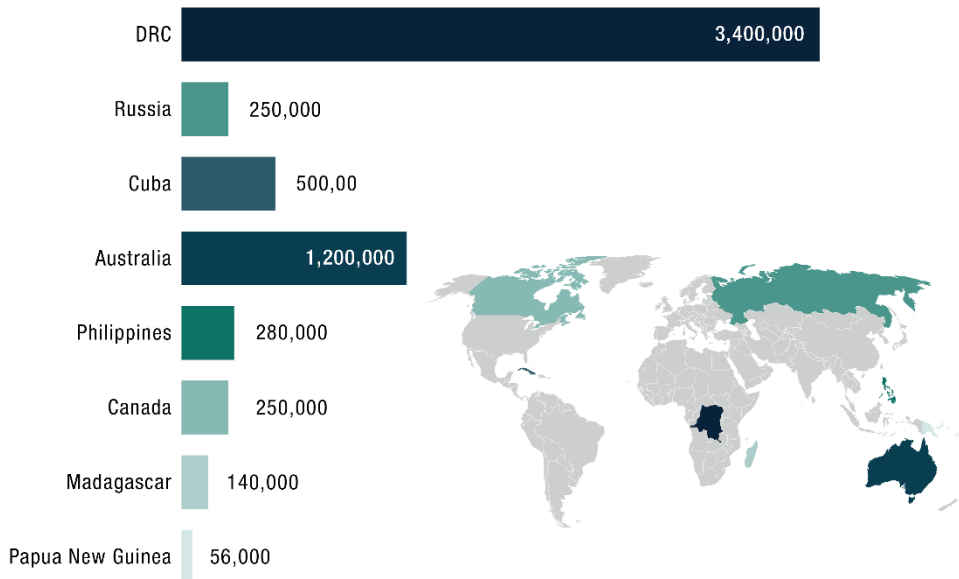 DRC 3,400,000
Russia 250,000
Cuba 500,00
Australia 1,200,000
Philippines 280,000
Canada 250,000
Madagascar 140,000
Papua New Guinea 56,000